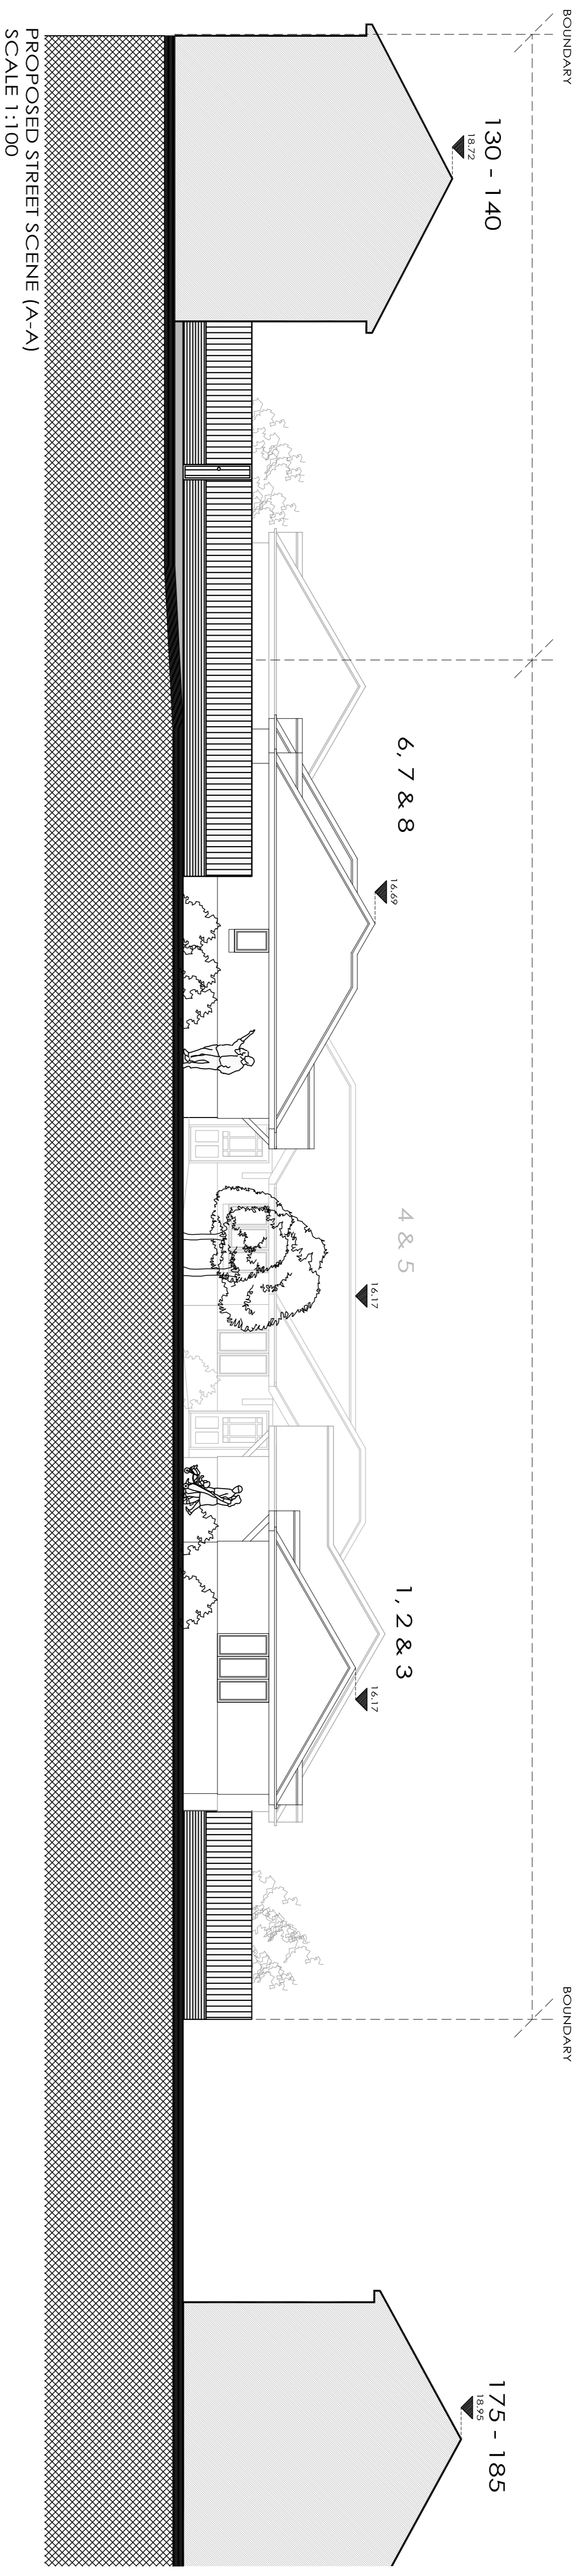 BOUNDARY
130 - 140
18.72
6, 7 & 8
16.69
4 & 5
16.17
1, 2 & 3
16.17
BOUNDARY
175 - 185
18.95
PROPOSED STREET SCENE (A-A)
SCALE 1:100